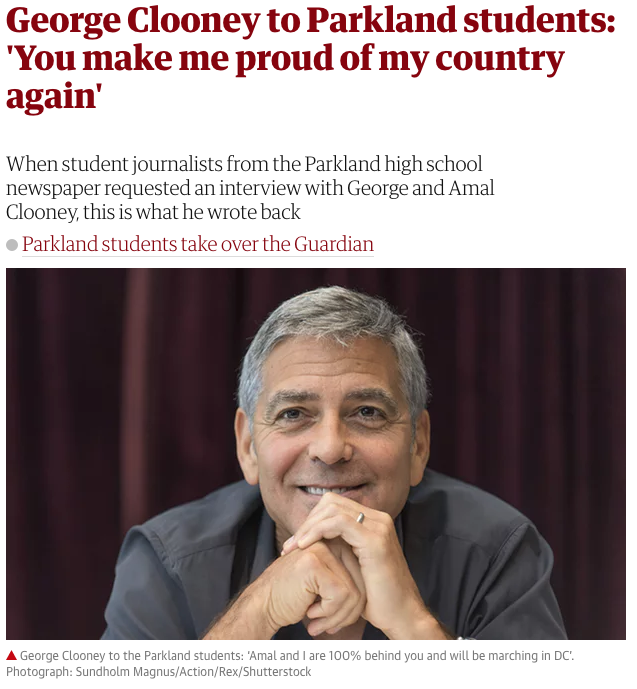 George Clooney to Parkland students:
'You make me proud of my country
again'
When student journalists from the Parkland high school
newspaper requested an interview with George and Amal
Clooney, this is what he wrote back
Parkland students take over the Guardian
George Clooney to the Parkland students: ‘Amal and I are 100% behind you and will be marching in DC’.
Photograph: Sundholm Magnus/Action/Rex/Shutterstock